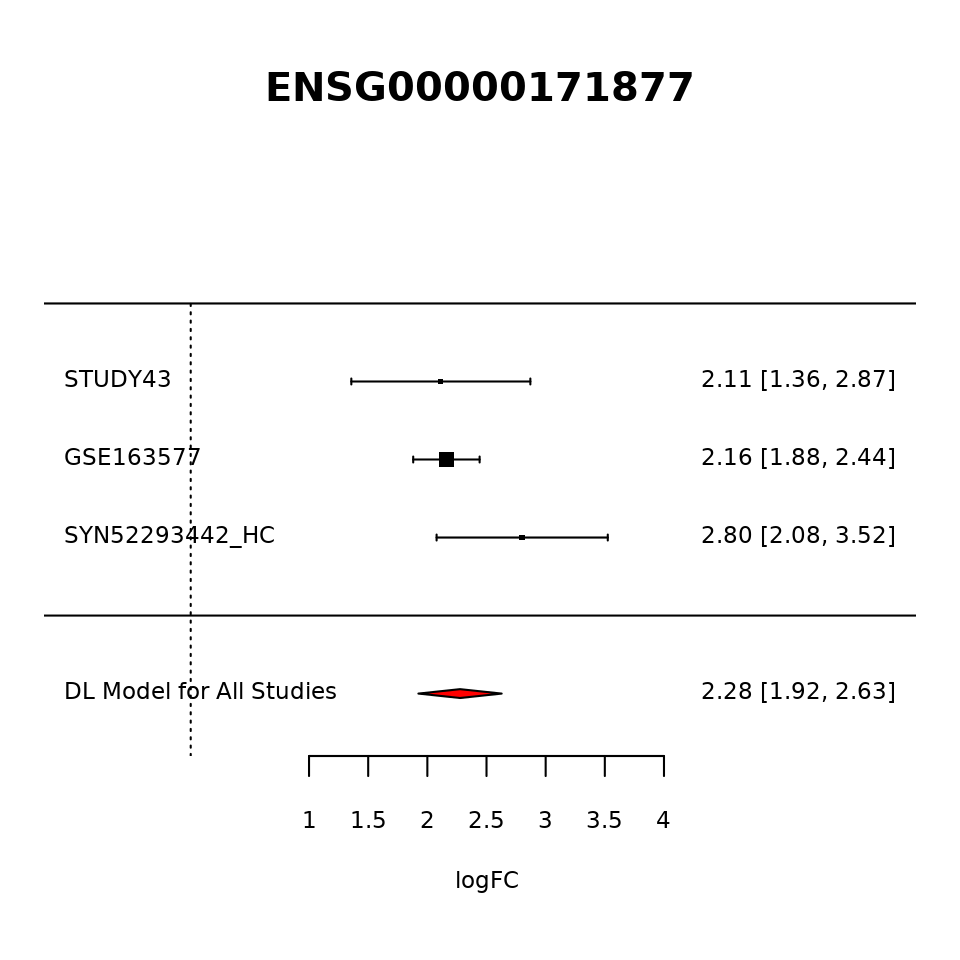 ENSG00000171877
STUDY43 2.11 [1.36, 2.87]
GSE163577 2.16 [1.88, 2.44]
SYN52293442_HC 2.80 [2.08, 3.52]
DL Model for All Studies 2.28 [1.92, 2.63]
1 1.5 2 2.5 3 3.5 4
logFC